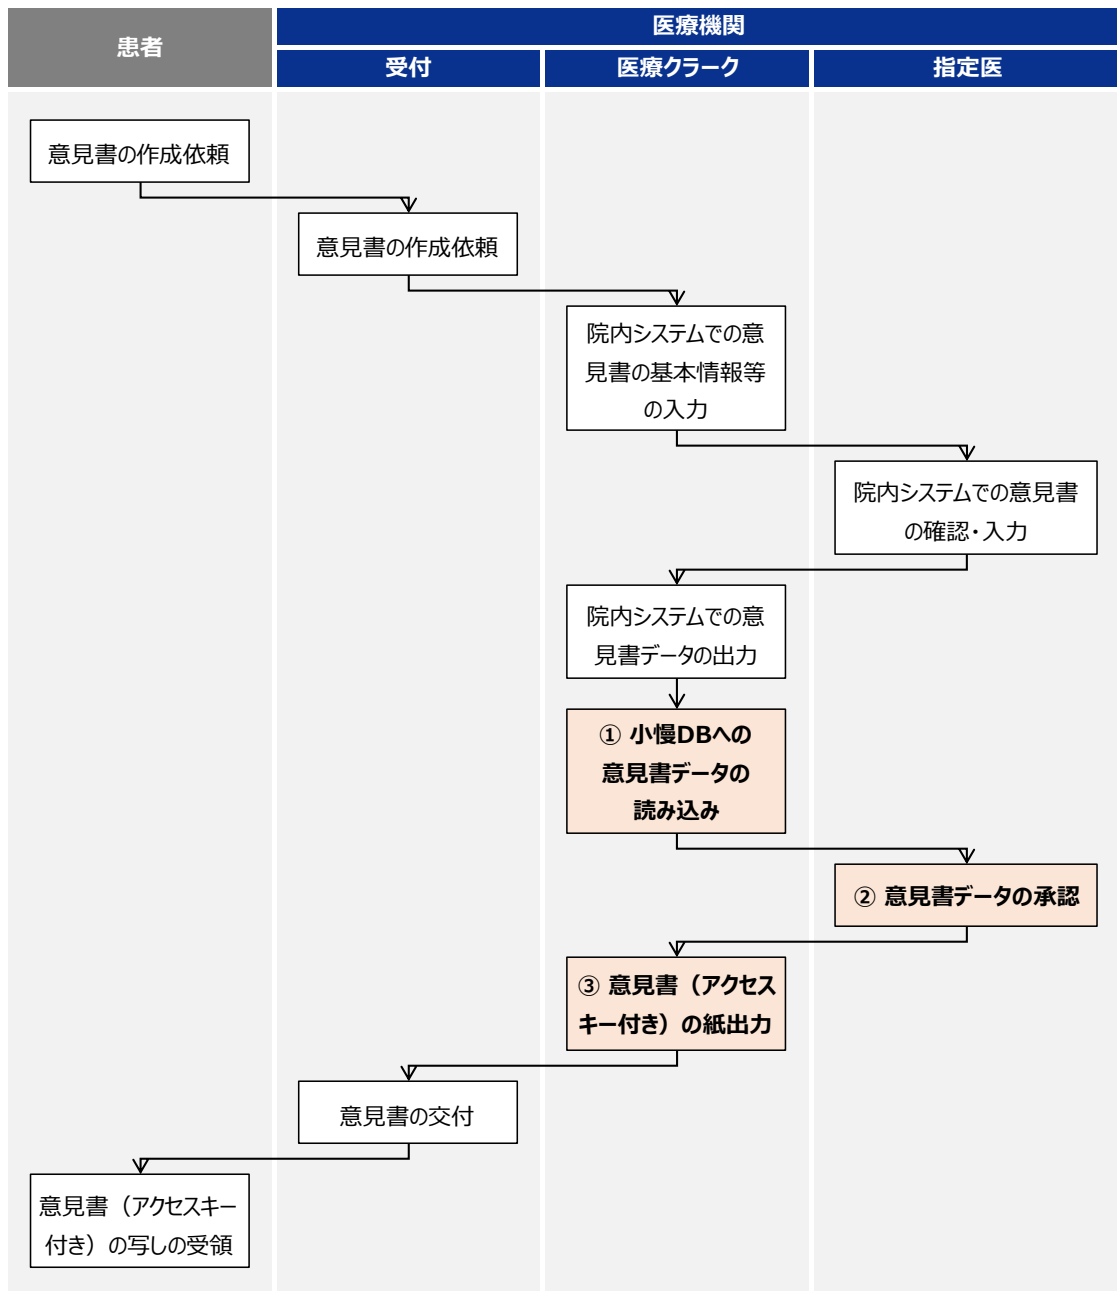 患者
医療機関
受付
医療クラーク
指定医
意見書の作成依頼
意見書の作成依頼
院内システムでの意
見書の基本情報等
の入力
院内システムでの意見書
の確認・入力
院内システムでの意
見書データの出力
① 小慢DBへの
意見書データの
読み込み
② 意見書データの承認
③ 意見書（アクセス
キー付き）の紙出力
意見書の交付
意見書（アクセスキー
付き）の写しの受領